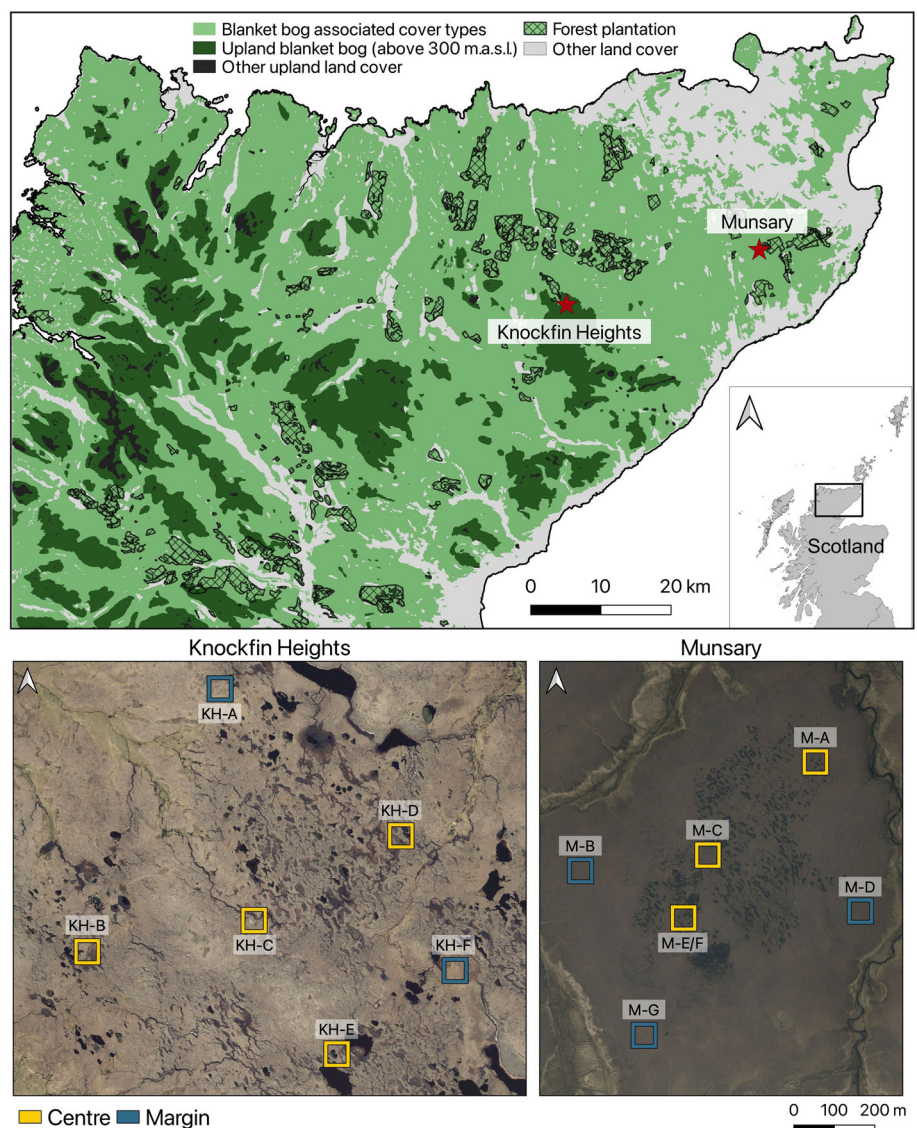 Blanket bog associated cover types
Upland blanket bog (above 300 m.a.s.l.)
Other upland land cover
Forest plantation
Other land cover
Munsary
Knockfin Heights
Scotland
0 10 20 km
Knockfin Heights
KH-A
KH-D
KH-B
KH-C
KH-F
KH-E
Munsary
M-A
M-C
M-B
M-D
M-E/F
M-G
Centre Margin
0 100 200 m